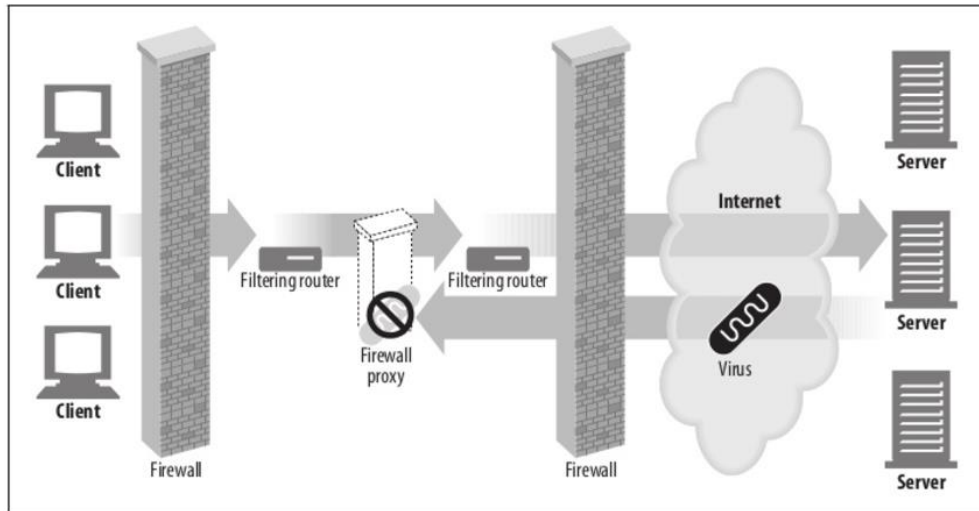 Client
Client
Client
Firewall
Filtering router
Firewall
proxy
Filtering router
Firewall
Internet
Virus
Server
Server
Server